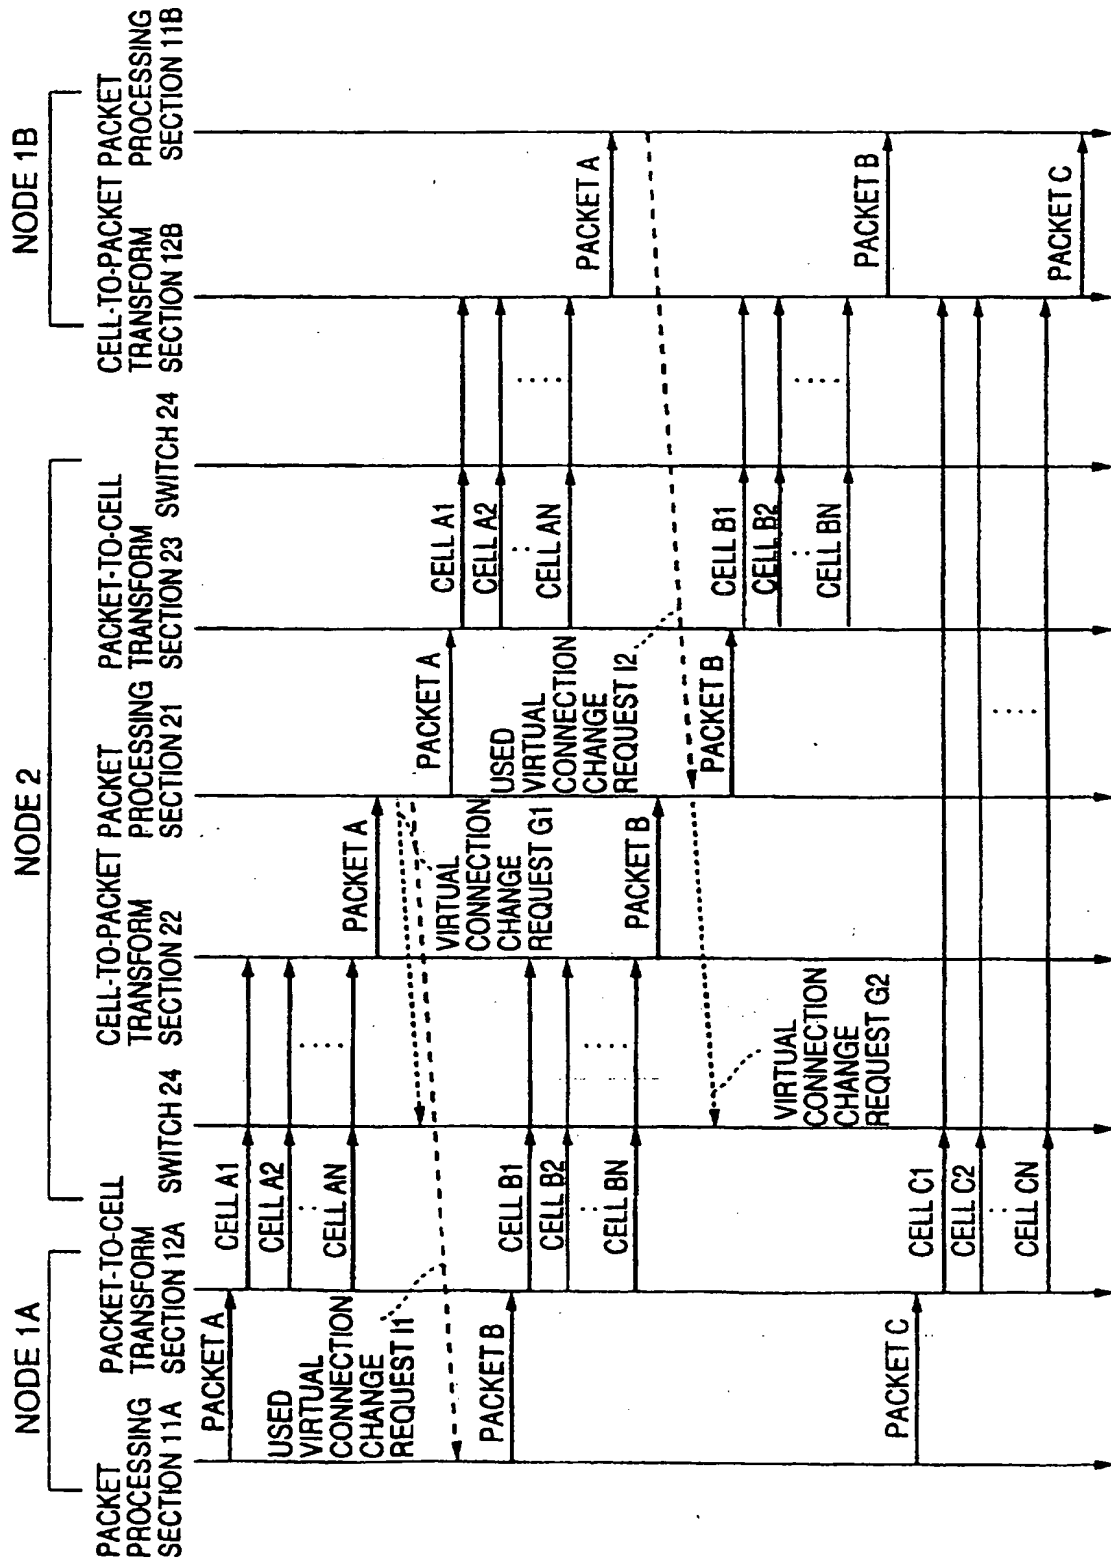 NODE 1A
NODE 2
NODE 1B
PACKET
PROCESSING
SECTION 11A
PACKET-TO-CELL
TRANSFORM
SECTION 12A
SWITCH 24
CELL-TO-PACKET
TRANSFORM
SECTION 22
PACKET
PROCESSING
SECTION 21
PACKET-TO-CELL
TRANSFORM
SECTION 23
SWITCH 24
CELL-TO-PACKET
TRANSFORM
SECTION 12B
PACKET
PROCESSING
SECTION 11B
PACKET A
CELL A1
CELL A2
CELL AN
PACKET A
USED
VIRTUAL
CONNECTION
CHANGE
REQUEST I1
VIRTUAL
CONNECTION
CHANGE
REQUEST G1
PACKET A
CELL A1
CELL A2
CELL AN
PACKET A
PACKET B
CELL B1
CELL B2
CELL BN
PACKET B
USED
VIRTUAL
CONNECTION
CHANGE
REQUEST I2
VIRTUAL
CONNECTION
CHANGE
REQUEST G2
PACKET B
CELL B1
CELL B2
CELL BN
PACKET B
PACKET C
CELL C1
CELL C2
CELL CN
PACKET C